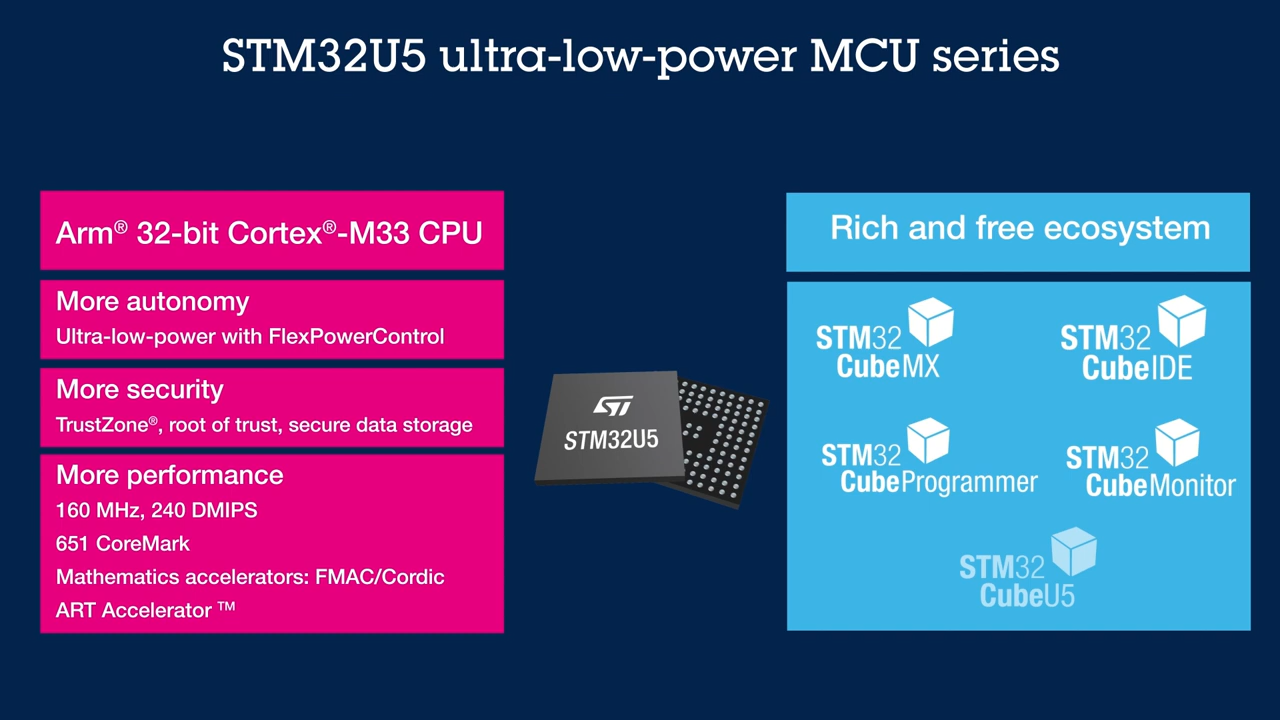 STM32U5 ultra-low-power MCU series
Arm® 32-bit Cortex®-M33 CPU
More autonomy
Ultra-low-power with FlexPowerControl
More security
TrustZone®, root of trust, secure data storage
More performance
160 MHz, 240 DMIPS
651 CoreMark
Mathematics accelerators: FMAC/Cordic
ART Accelerator ™
ST
STM32U5
Rich and free ecosystem
STM32
CubeMX
STM32
CubeIDE
STM32
CubeProgrammer
STM32
CubeMonitor
STM32
CubeU5